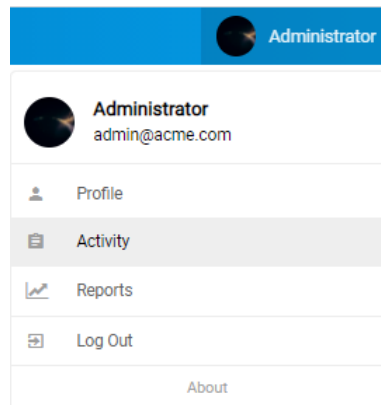 Administrator
Administrator
admin@acme.com
Profile
Activity
Reports
Log Out
About